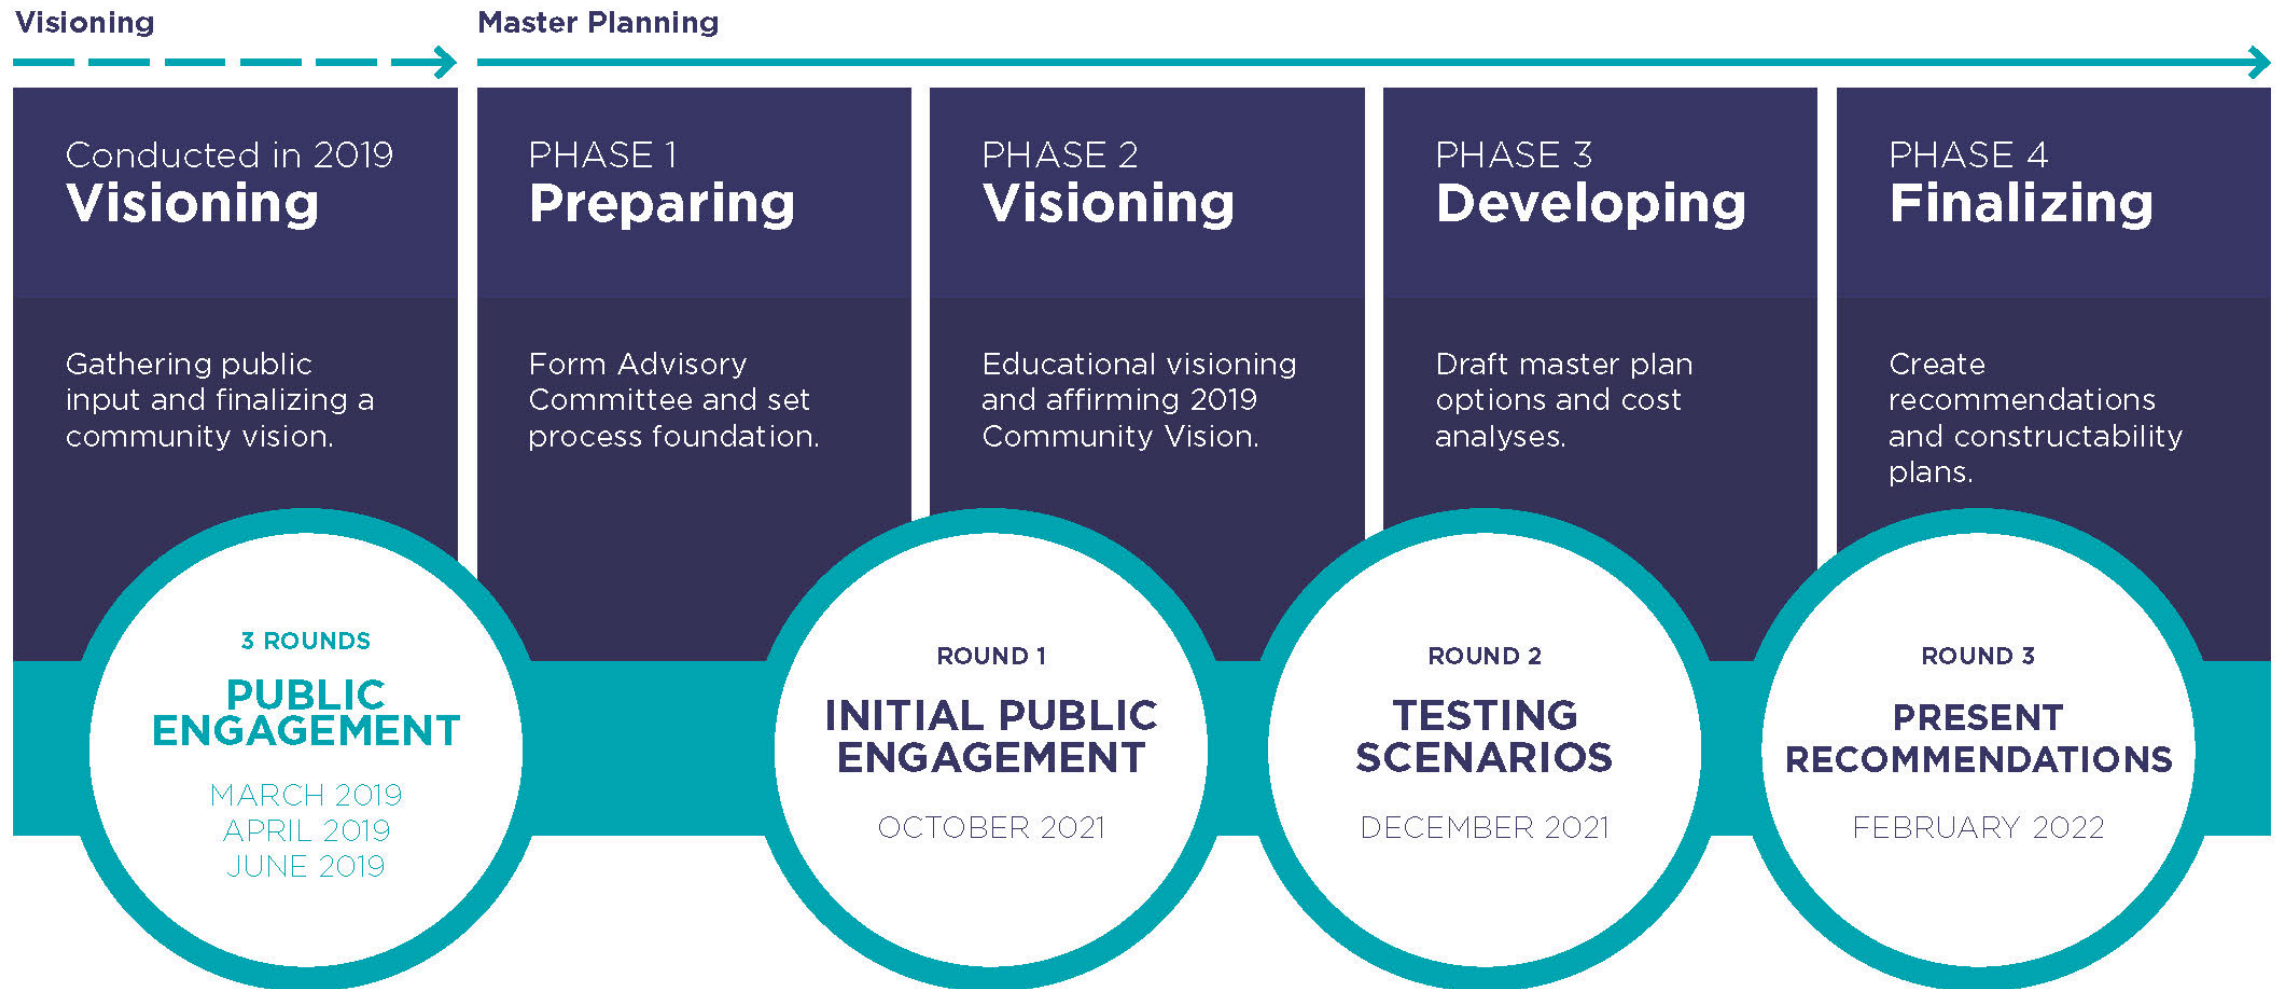 Visioning
Master Planning
Conducted in 2019
Visioning
Gathering public
input and finalizing a
community vision.
PHASE 1
Preparing
Form Advisory
Committee and set
process foundation.
PHASE 2
Visioning
Educational visioning
and affirming 2019
Community Vision.
PHASE 3
Developing
Draft master plan
options and cost
analyses.
PHASE 4
Finalizing
Create
recommendations
and constructability
plans.
3 ROUNDS
PUBLIC
ENGAGEMENT
MARCH 2019
APRIL 2019
JUNE 2019
ROUND 1
INITIAL PUBLIC
ENGAGEMENT
OCTOBER 2021
ROUND 2
TESTING
SCENARIOS
DECEMBER 2021
ROUND 3
PRESENT
RECOMMENDATIONS
FEBRUARY 2022